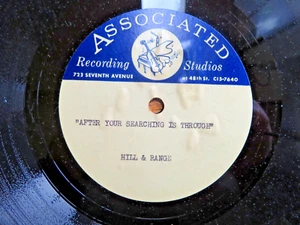 ASSOCIATED
Recording Studios
723 SEVENTH AVENUE at 48th St. CI5-7640
"AFTER YOUR SEARCHING IS THROUGH"
HILL & RANGE